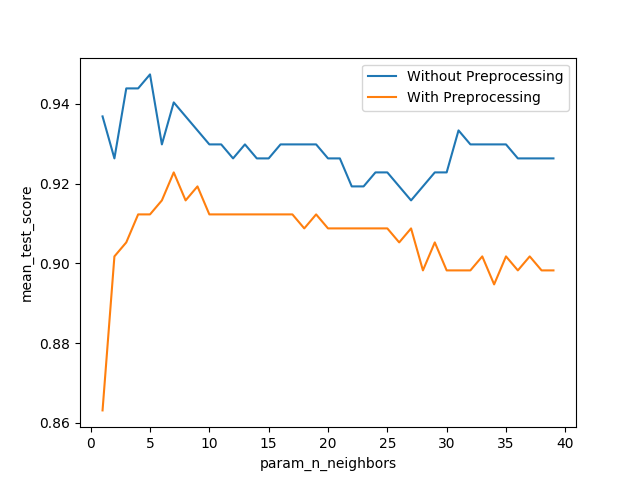 Without Preprocessing
With Preprocessing
0.94
0.92
0.90
0.88
0.86
mean_test_score
0 5 10 15 20 25 30 35 40
param_n_neighbors